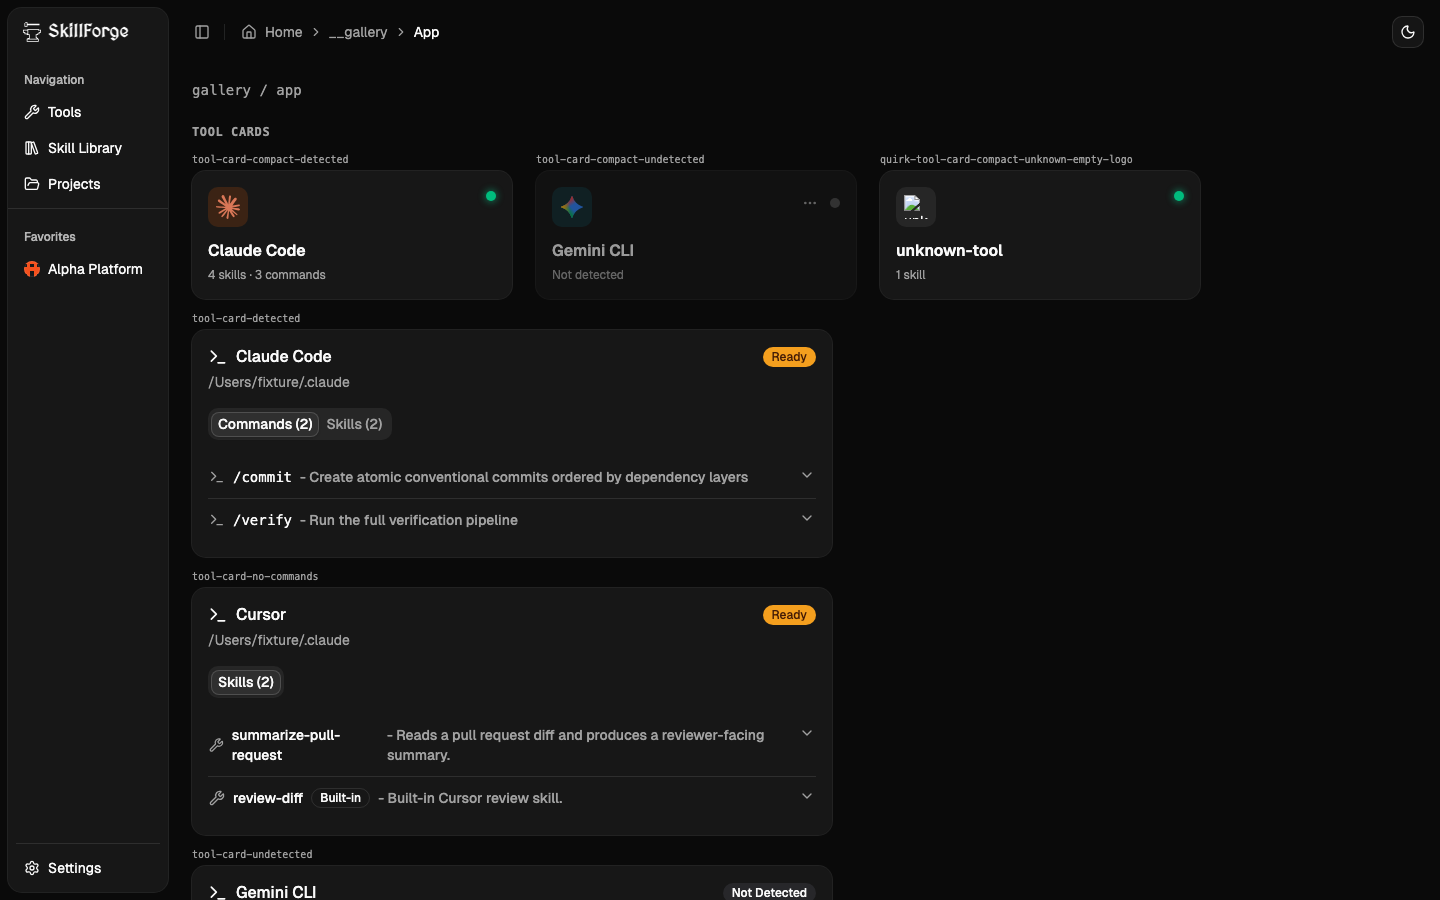 SkillForge
Navigation
Tools
Skill Library
Projects
Favorites
Alpha Platform
Settings
Home > __gallery > App
gallery / app
TOOL CARDS
tool-card-compact-detected
Claude Code
4 skills · 3 commands
tool-card-compact-undetected
Gemini CLI
Not detected
quirk-tool-card-compact-unknown-empty-logo
unknown-tool
1 skill
tool-card-detected
Claude Code
Ready
/Users/fixture/.claude
Commands (2) Skills (2)
/commit - Create atomic conventional commits ordered by dependency layers
/verify - Run the full verification pipeline
tool-card-no-commands
Cursor
Ready
/Users/fixture/.claude
Skills (2)
summarize-pull-request - Reads a pull request diff and produces a reviewer-facing summary.
review-diff Built-in - Built-in Cursor review skill.
tool-card-undetected
Gemini CLI
Not Detected